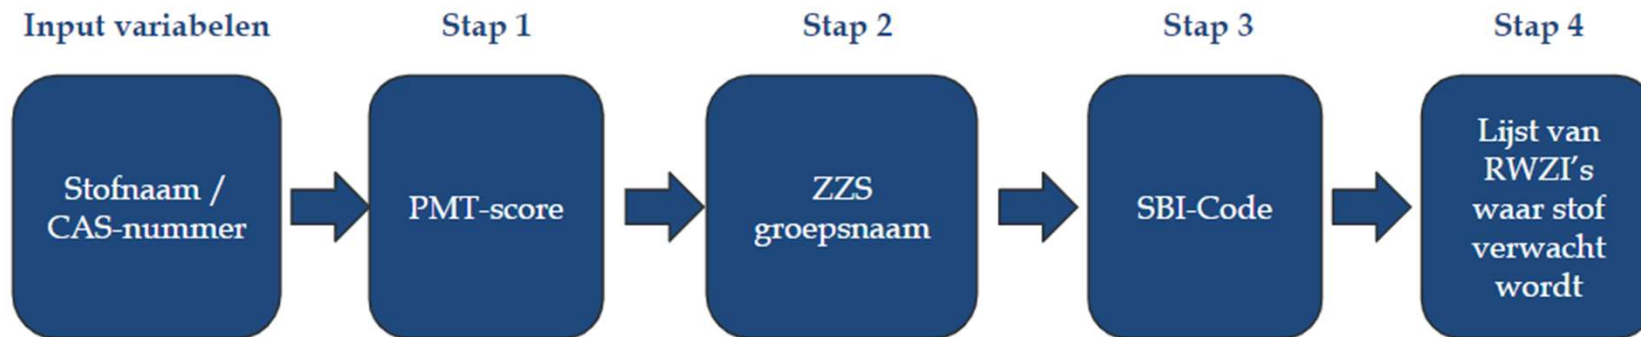 Input variabelen
Stap 1
Stap 2
Stap 3
Stap 4
Stofnaam /
CAS-nummer
PMT-score
ZZS
groepsnaam
SBI-Code
Lijst van
RWZI's
waar stof
verwacht
wordt